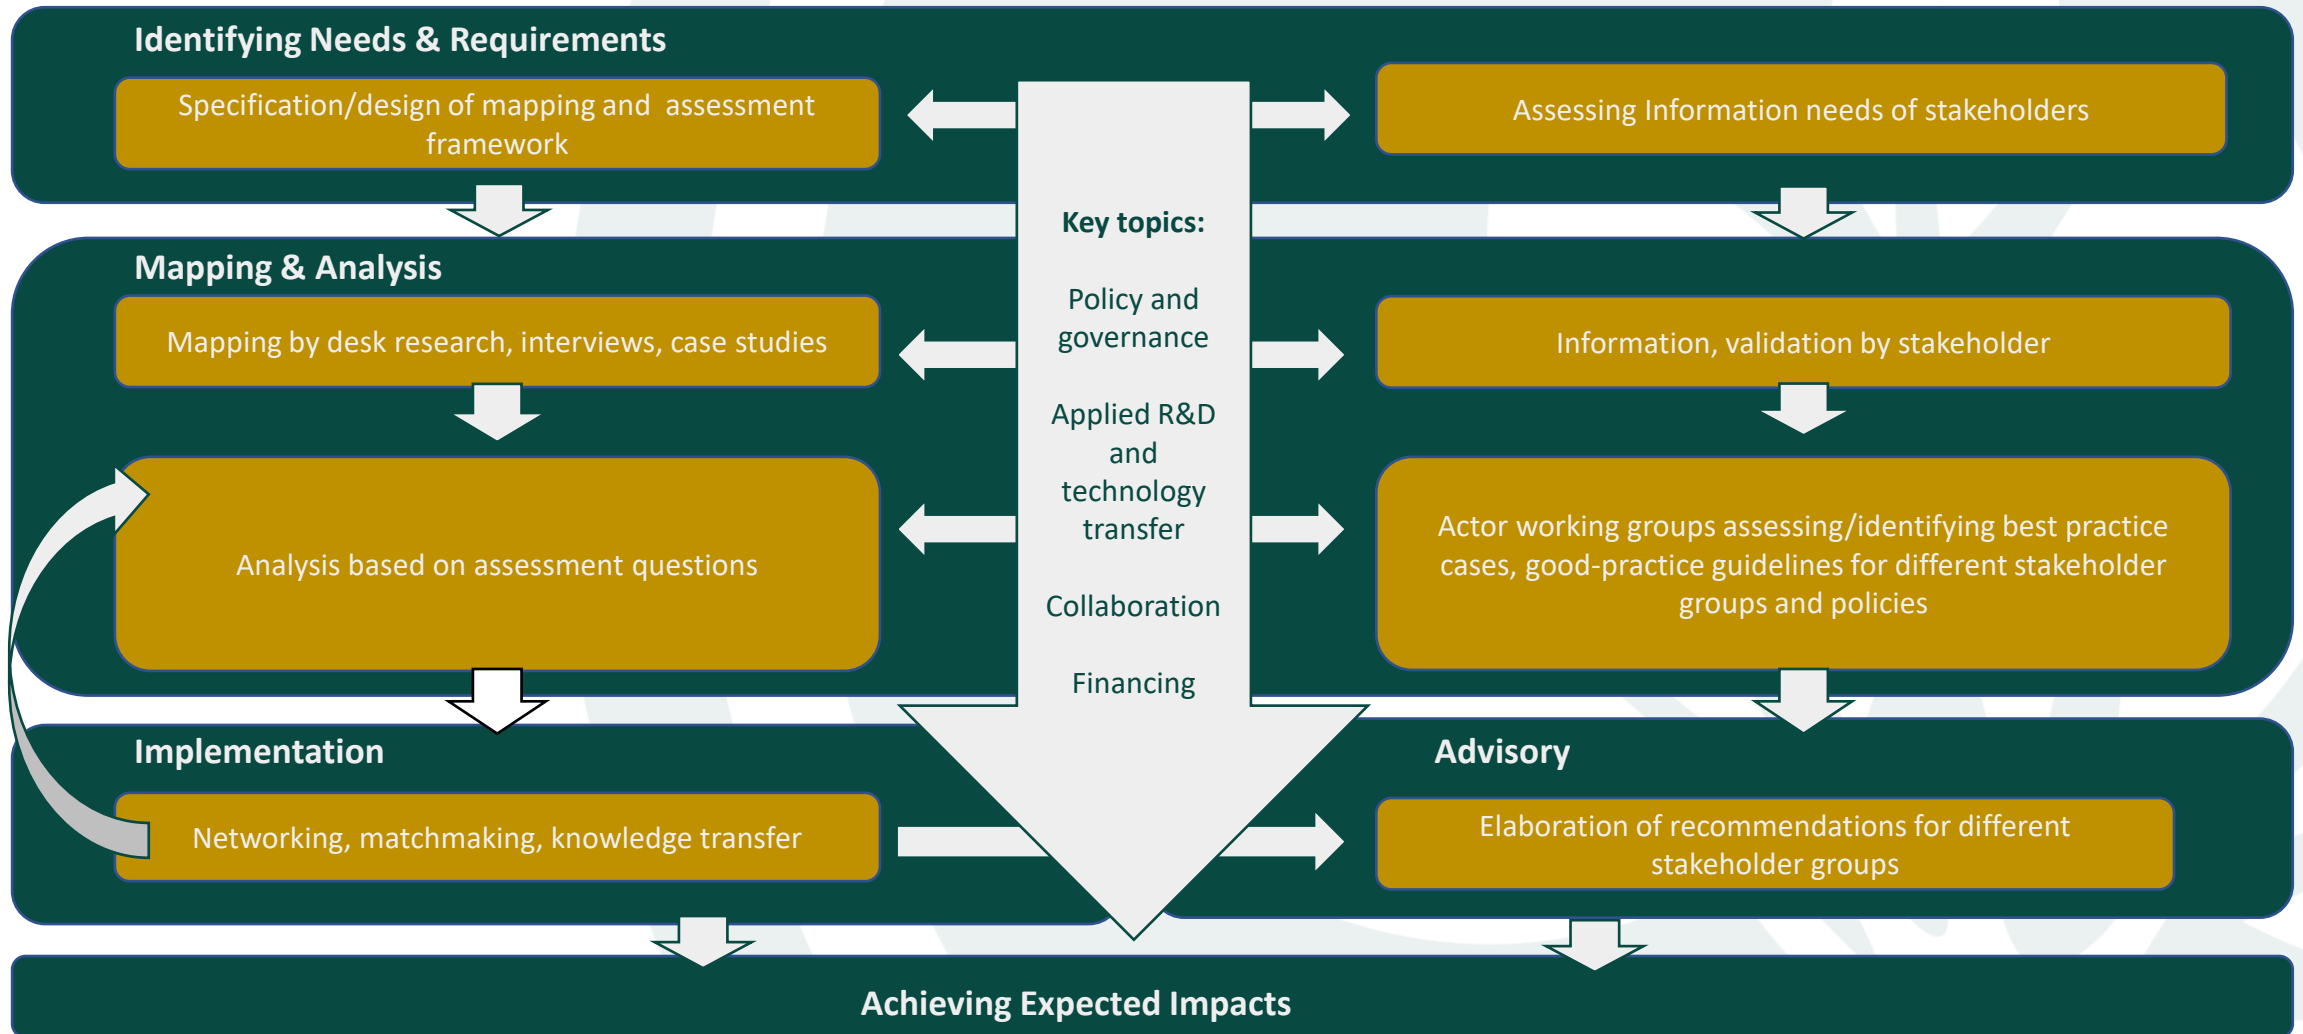 Identifying Needs & Requirements
Specification/design of mapping and  assessment
framework
Assessing Information needs of stakeholders
Key topics:
Policy and
governance
Applied R&D
and
technology
transfer
Collaboration
Financing
Mapping & Analysis
Mapping by desk research, interviews, case studies
Information, validation by stakeholder
Analysis based on assessment questions
Actor working groups assessing/identifying best practice
cases, good-practice guidelines for different stakeholder
groups and policies
Implementation
Networking, matchmaking, knowledge transfer
Advisory
Elaboration of recommendations for different
stakeholder groups
Achieving Expected Impacts